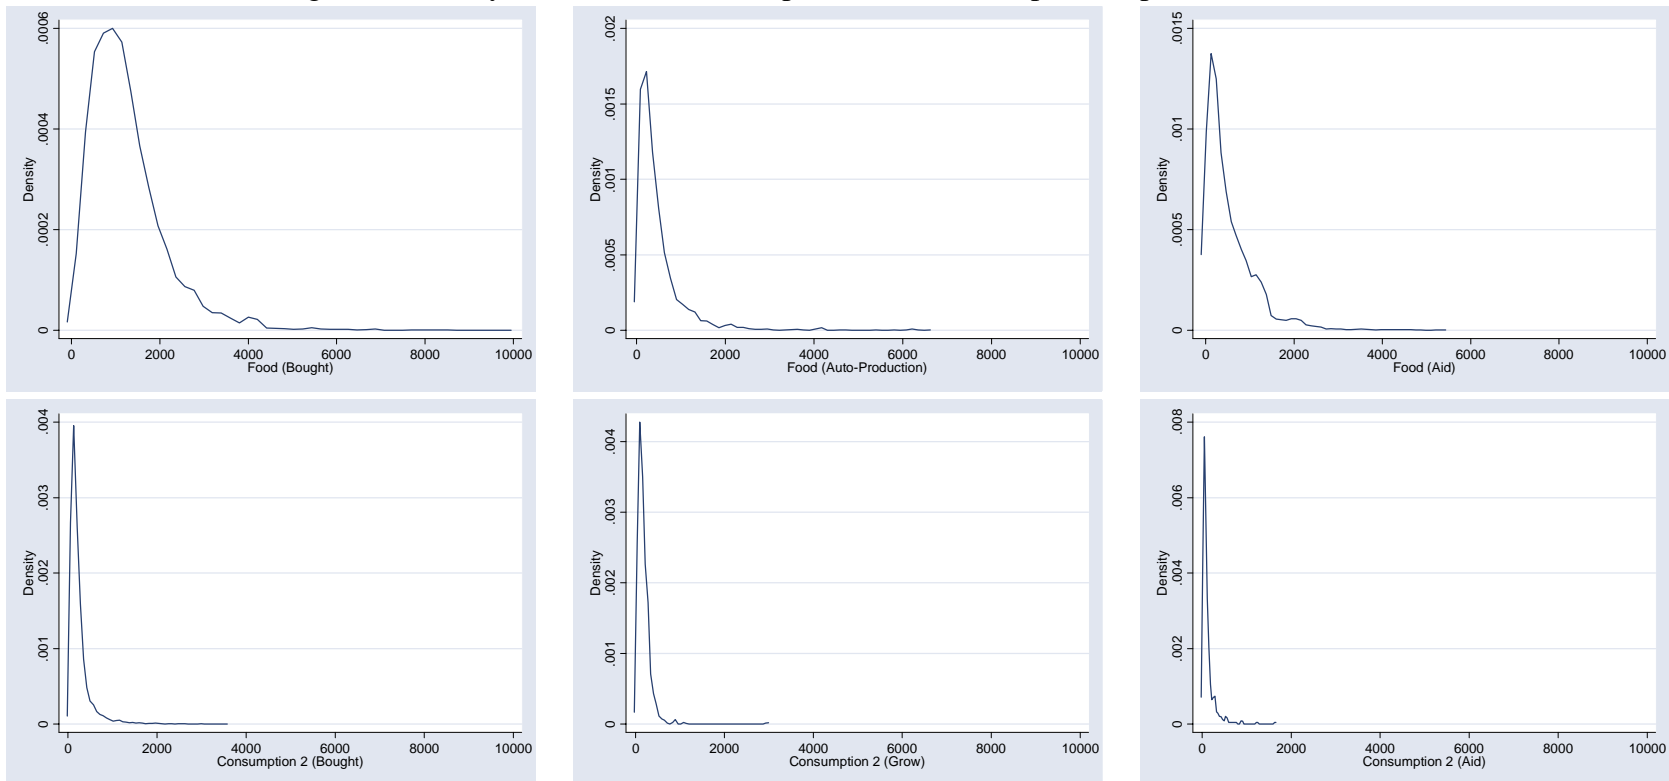 .0006
.0004
.0002
0
Density
0 2000 4000 6000 8000 10000
Food (Bought)
.002
.0015
.001
.0005
0
Density
0 2000 4000 6000 8000 10000
Food (Auto-Production)
.0015
.001
.0005
0
Density
0 2000 4000 6000 8000 10000
Food (Aid)
.004
.003
.002
.001
0
Density
0 2000 4000 6000 8000 10000
Consumption 2 (Bought)
.004
.003
.002
.001
0
Density
0 2000 4000 6000 8000 10000
Consumption 2 (Grow)
.008
.006
.004
.002
0
Density
0 2000 4000 6000 8000 10000
Consumption 2 (Aid)